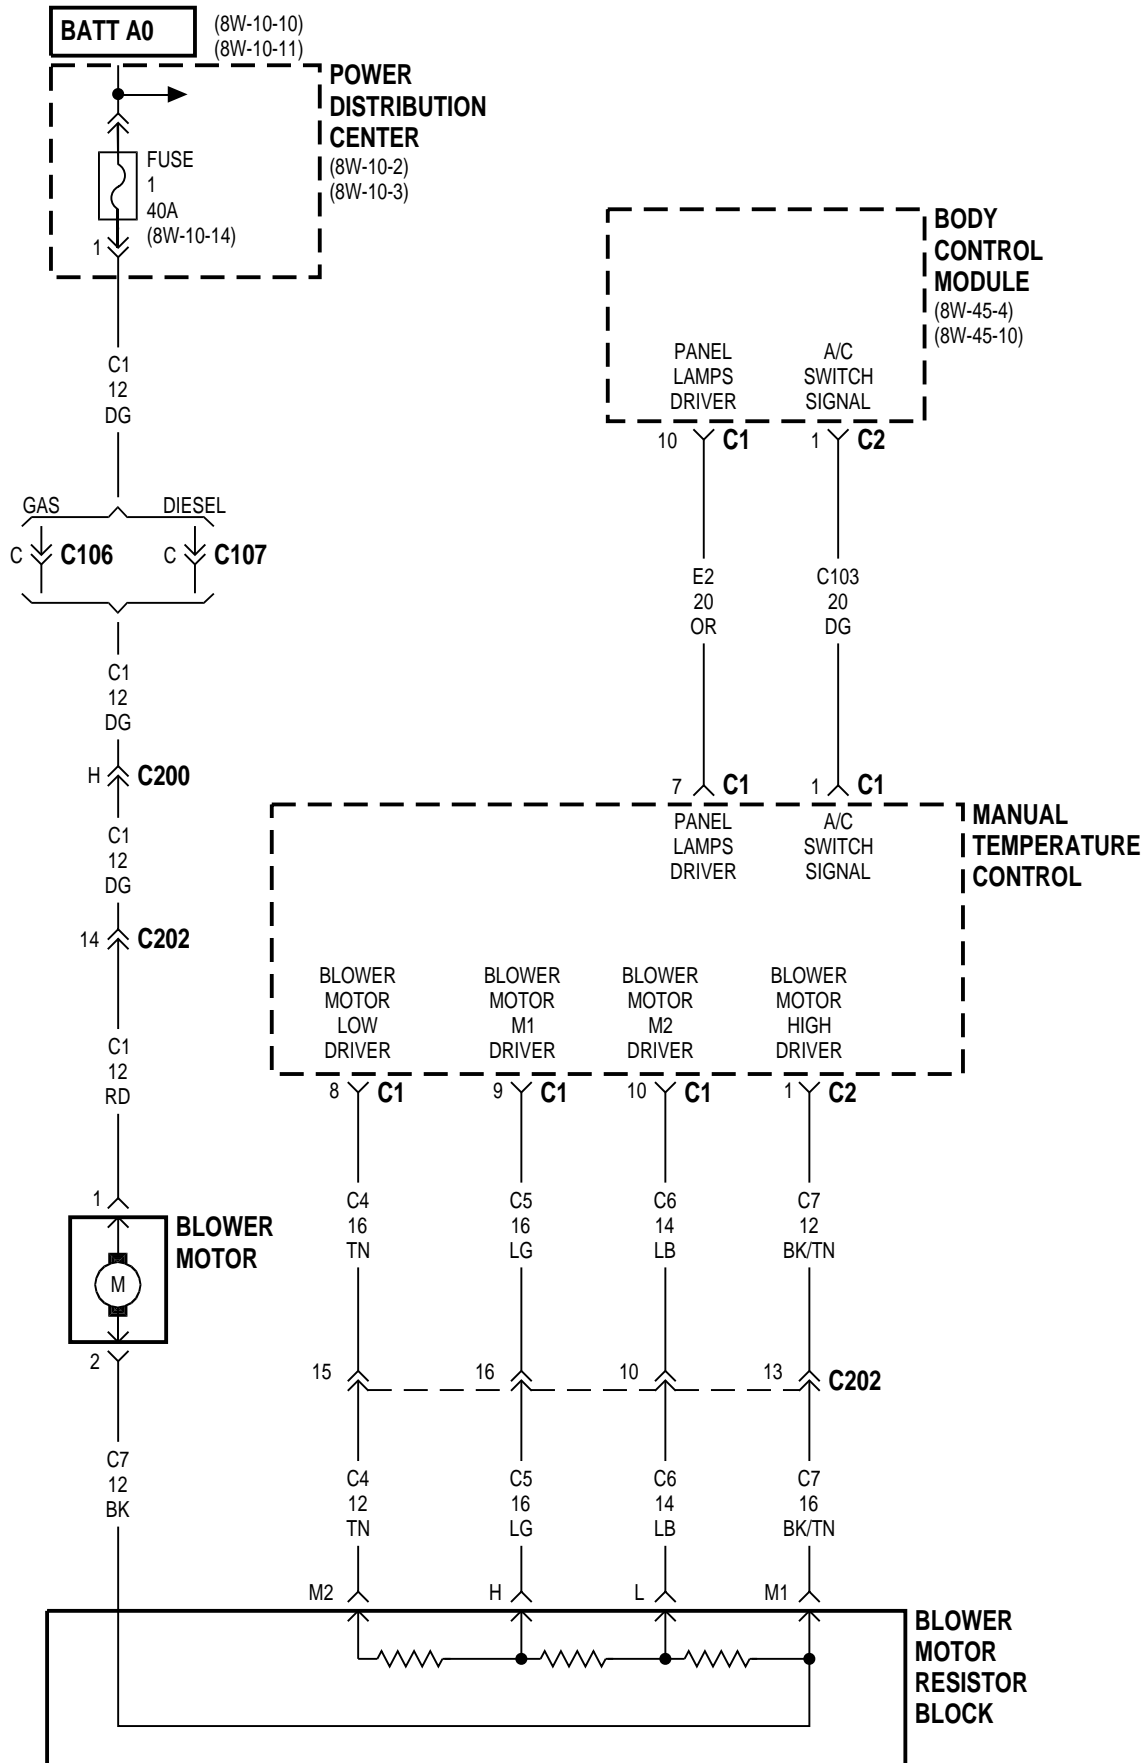 BATT A0
(8W-10-10)
(8W-10-11)
POWER
DISTRIBUTION
CENTER
(8W-10-2)
(8W-10-3)
FUSE
1
40A
(8W-10-14)
1
C1
12
DG
GAS
DIESEL
C
C106
C
C107
C1
12
DG
H
C200
C1
12
DG
14
C202
C1
12
RD
1
BLOWER
MOTOR
M
2
C7
12
BK
BODY
CONTROL
MODULE
(8W-45-4)
(8W-45-10)
PANEL
LAMPS
DRIVER
A/C
SWITCH
SIGNAL
10
C1
1
C2
E2
20
OR
C103
20
DG
7
C1
1
C1
PANEL
LAMPS
DRIVER
A/C
SWITCH
SIGNAL
MANUAL
TEMPERATURE
CONTROL
BLOWER
MOTOR
LOW
DRIVER
BLOWER
MOTOR
M1
DRIVER
BLOWER
MOTOR
M2
DRIVER
BLOWER
MOTOR
HIGH
DRIVER
8
C1
9
C1
10
C1
1
C2
C4
16
TN
C5
16
LG
C6
14
LB
C7
12
BK/TN
15
16
10
13
C202
C4
12
TN
C5
16
LG
C6
14
LB
C7
16
BK/TN
M2
H
L
M1
BLOWER
MOTOR
RESISTOR
BLOCK